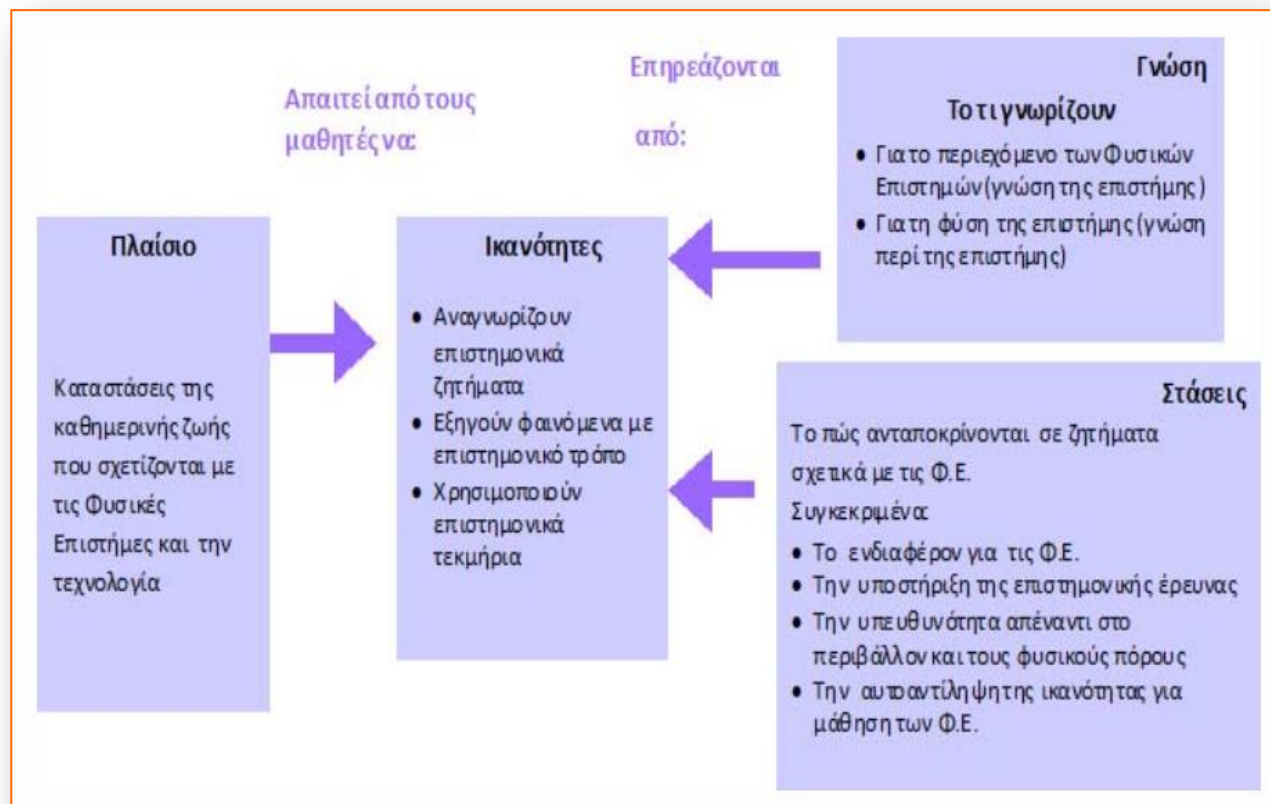 Απαιτεί από τους
μαθητές να:
Επηρεάζονται
από:
Πλαίσιο
Καταστάσεις της
καθημερινής ζωής
που σχετίζονται με
τις Φυσικές
Επιστήμες και την
τεχνολογία
Ικανότητες
• Αναγνωρίζουν
επιστημονικά
ζητήματα
• Εξηγούν φαινόμενα με
επιστημονικό τρόπο
• Χρησιμοποιούν
επιστημονικά
τεκμήρια
Γνώση
Το τι γνωρίζουν
• Για το περιεχόμενο των Φυσικών
Επιστημών (γνώση της επιστήμης)
• Για τη φύση της επιστήμης (γνώση
περί της επιστήμης)
Στάσεις
Το πώς ανταποκρίνονται σε ζητήματα
σχετικά με τις Φ.Ε.
Συγκεκριμένα:
• Το ενδιαφέρον για τις Φ.Ε.
• Την υποστήριξη της επιστημονικής έρευνας
• Την υπευθυνότητα απέναντι στο
περιβάλλον και τους φυσικούς πόρους
• Την αυτοαντίληψη της ικανότητας για
μάθηση των Φ.Ε.